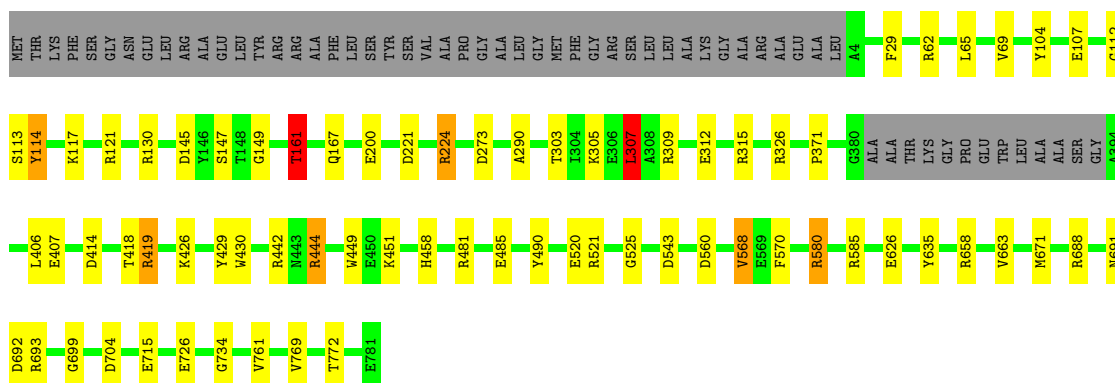 MET THR LYS PHE SER GLY ASN GLU LEU ARG ALA GLU LEU TYR ARG ARG ALA PHE LEU SER TYR SER VAL ALA PRO GLY ALA LEU GLY MET PHE GLY ARG SER LEU LEU ALA LYS GLY ALA ARG ALA GLU ALA LEU A4 F29 R62 L65 V69 Y104 E107 G112
S113 Y114 K117 R121 R130 D145 Y146 S147 T148 G149 T161 Q167 E200 D221 R224 D273 A290 T303 I304 K305 E306 L307 A308 R309 E312 R315 R326 P371 G380 ALA ALA THR LYS GLY PRO GLU TRP LEU ALA ALA SER GLY A394
L406 E407 D414 T418 R419 K426 Y429 W430 R442 N443 R444 W449 E450 K451 H458 R481 E485 Y490 E520 R521 G525 D543 D560 V568 E569 F570 R580 R585 E626 Y635 R658 V663 M671 R688 N691
D692 R693 G699 D704 E715 E726 G734 V761 V769 T772 E781